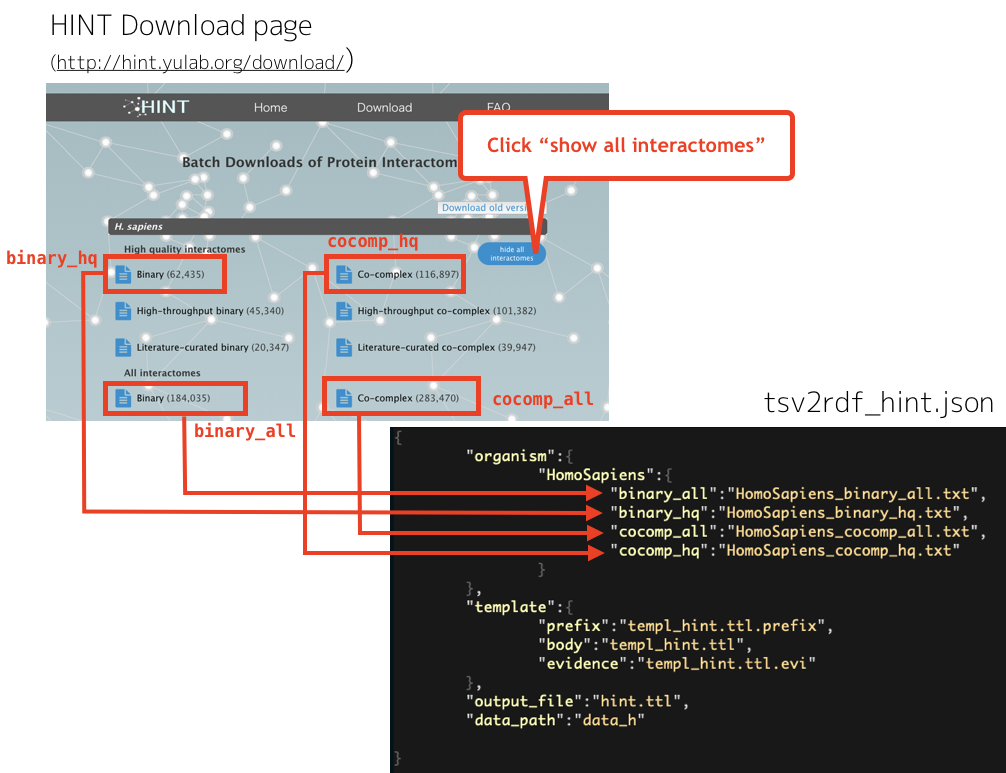 HINT Download page
(http://hint.yulab.org/download/)
HINT Home Download FAQ
Click “show all interactomes”
Batch Downloads of Protein Interactom
Download old versi
H. sapiens
cocomp_hq
High quality interactomes
hide all
interactomes
binary_hq
Binary (62,435) Co-complex (116,897)
High-throughput binary (45,340) High-throughput co-complex (101,382)
Literature-curated binary (20,347) Literature-curated co-complex (39,947)
All interactomes
Binary (184,035) Co-complex (283,470)
cocomp_all
binary_all
tsv2rdf_hint.json
{
"organism":{
"HomoSapiens":{
"binary_all":"HomoSapiens_binary_all.txt",
"binary_hq":"HomoSapiens_binary_hq.txt",
"cocomp_all":"HomoSapiens_cocomp_all.txt",
"cocomp_hq":"HomoSapiens_cocomp_hq.txt"
}
},
"template":{
"prefix":"templ_hint.ttl.prefix",
"body":"templ_hint.ttl",
"evidence":"templ_hint.ttl.evi"
},
"output_file":"hint.ttl",
"data_path":"data_h"
}